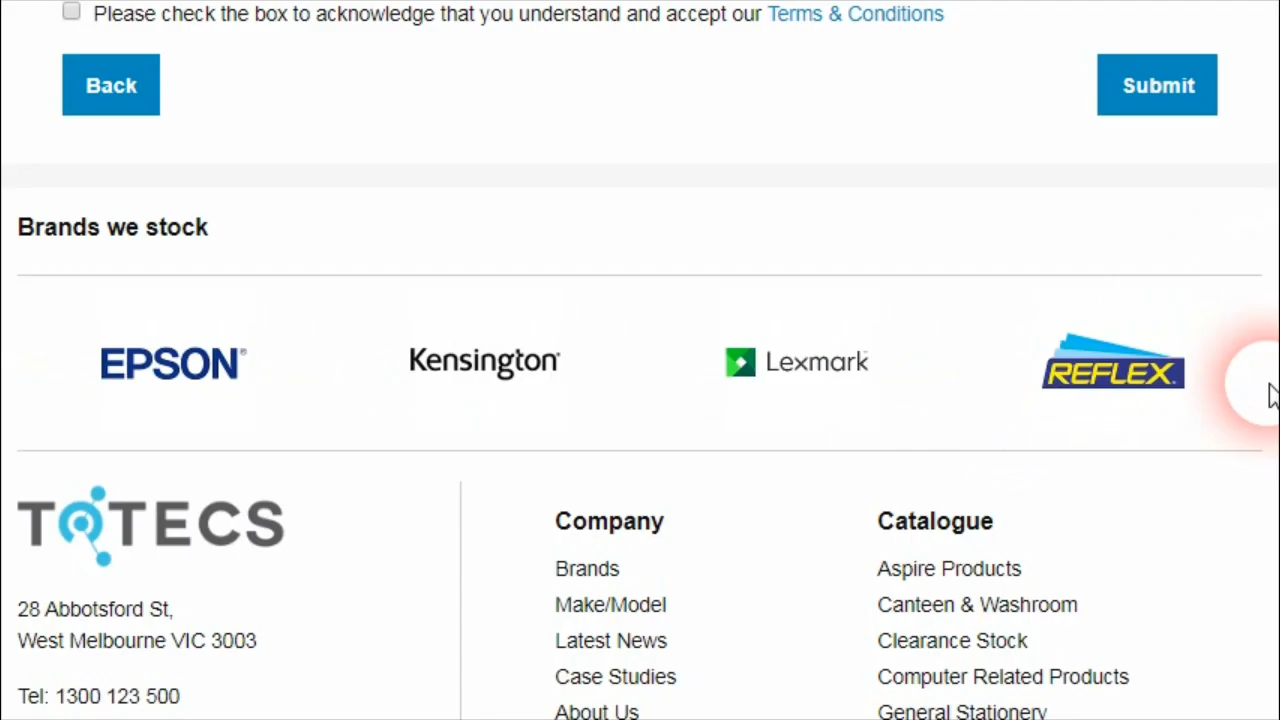 Please check the box to acknowledge that you understand and accept our Terms & Conditions
Back
Submit
Brands we stock
EPSON®
Kensington®
Lexmark™
REFLEX.
TOTECS
28 Abbotsford St,
West Melbourne VIC 3003
Tel: 1300 123 500
Company
Brands
Make/Model
Latest News
Case Studies
About Us
Catalogue
Aspire Products
Canteen & Washroom
Clearance Stock
Computer Related Products
General Stationery